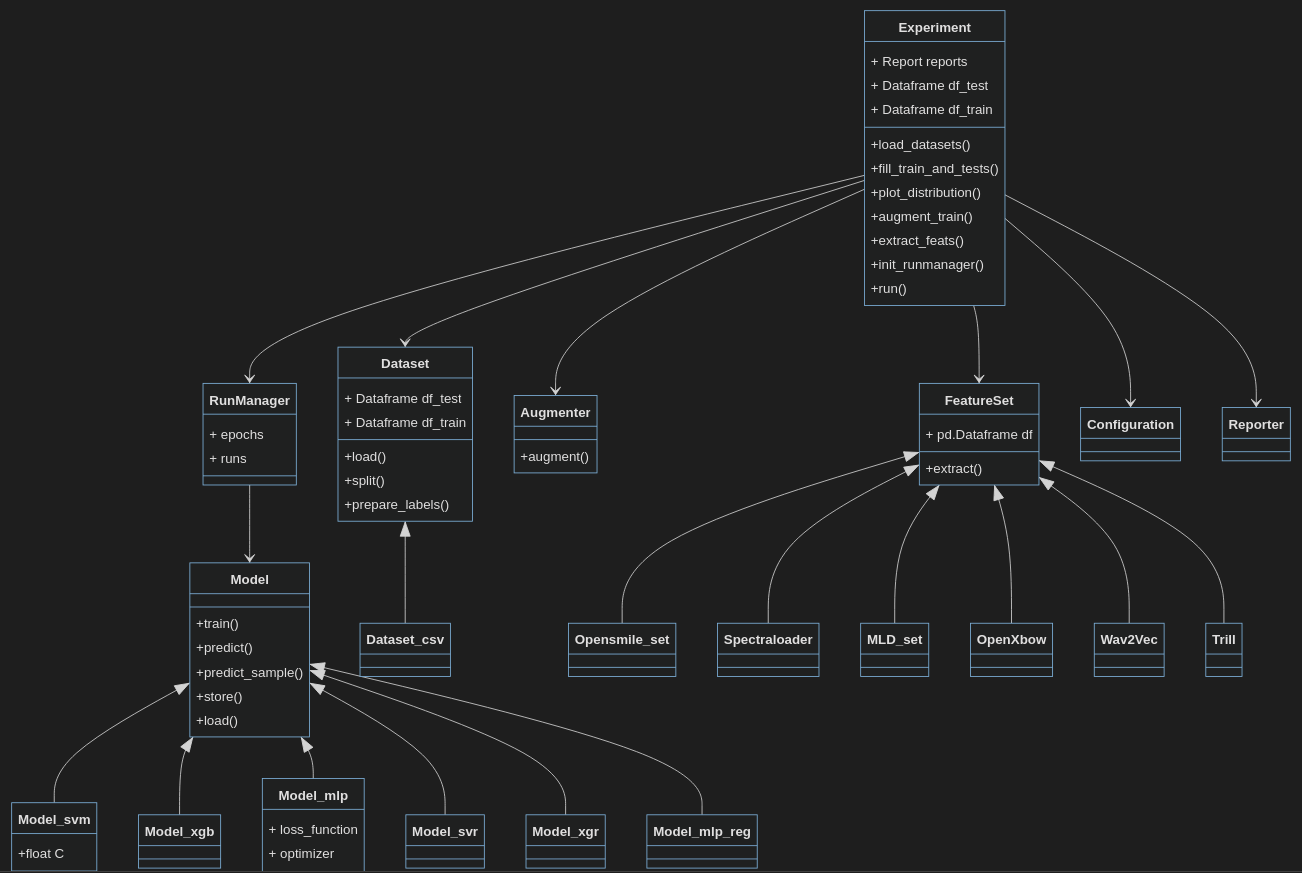 Experiment
+ Report reports
+ Dataframe df_test
+ Dataframe df_train
+load_datasets()
+fill_train_and_tests()
+plot_distribution()
+augment_train()
+extract_feats()
+init_runmanager()
+run()
RunManager
+ epochs
+ runs
Dataset
+ Dataframe df_test
+ Dataframe df_train
+load()
+split()
+prepare_labels()
Augmenter
+augment()
FeatureSet
+ pd.Dataframe df
+extract()
Configuration
Reporter
Model
+train()
+predict()
+predict_sample()
+store()
+load()
Dataset_csv
Opensmile_set
Spectraloader
MLD_set
OpenXbow
Wav2Vec
Trill
Model_svm
+float C
Model_xgb
Model_mlp
+ loss_function
+ optimizer
Model_svr
Model_xgr
Model_mlp_reg